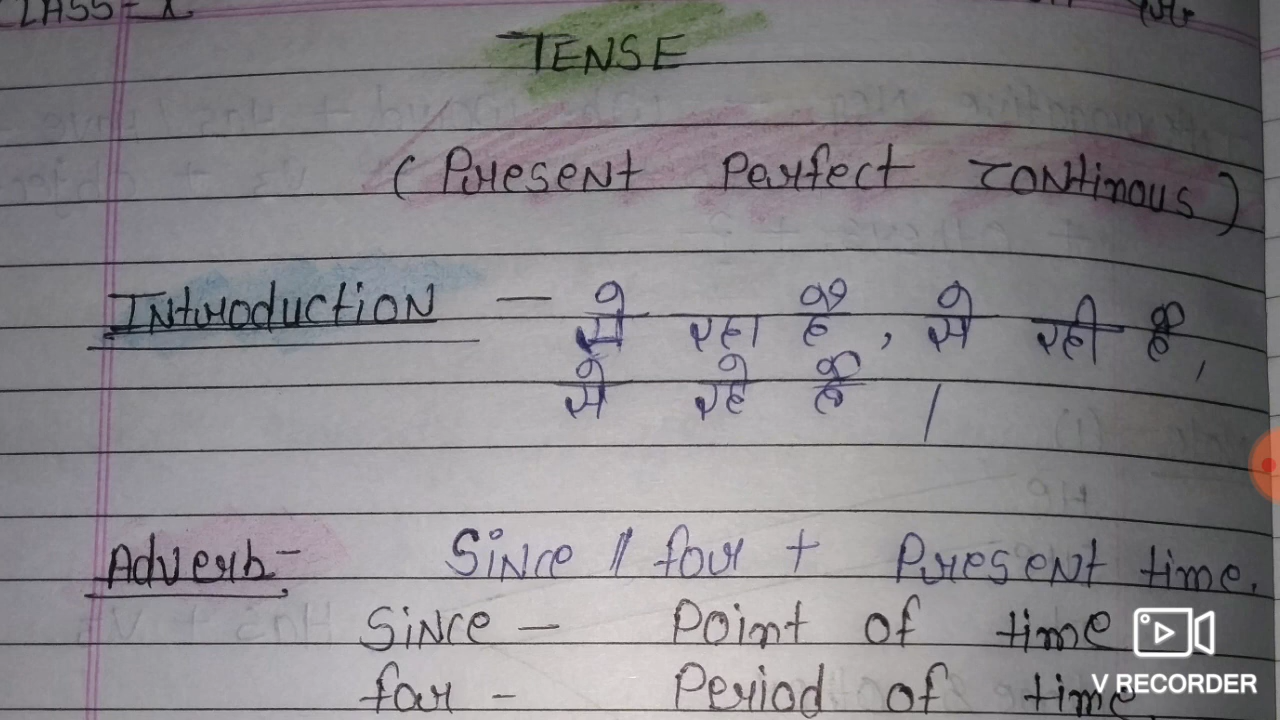 CLASS - X
TENSE
(Present Perfect Continous)
Introduction – से रहा है, से रही है,
से रहे हैं ।
Adverb - Since // for + Present time.
Since - Point of time
for - Period of time
V RECORDER